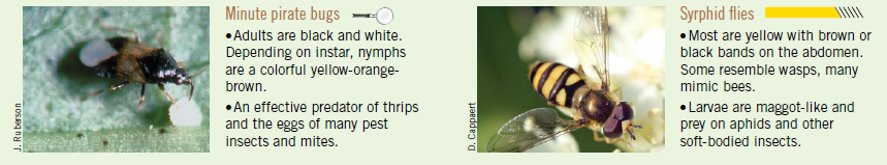 J. Ruberson
Minute pirate bugs
•Adults are black and white.
Depending on instar, nymphs
are a colorful yellow-orange-
brown.
•An effective predator of thrips
and the eggs of many pest
insects and mites.
D. Cappaert
Syrphid flies
•Most are yellow with brown or
black bands on the abdomen.
Some resemble wasps, many
mimic bees.
•Larvae are maggot-like and
prey on aphids and other
soft-bodied insects.